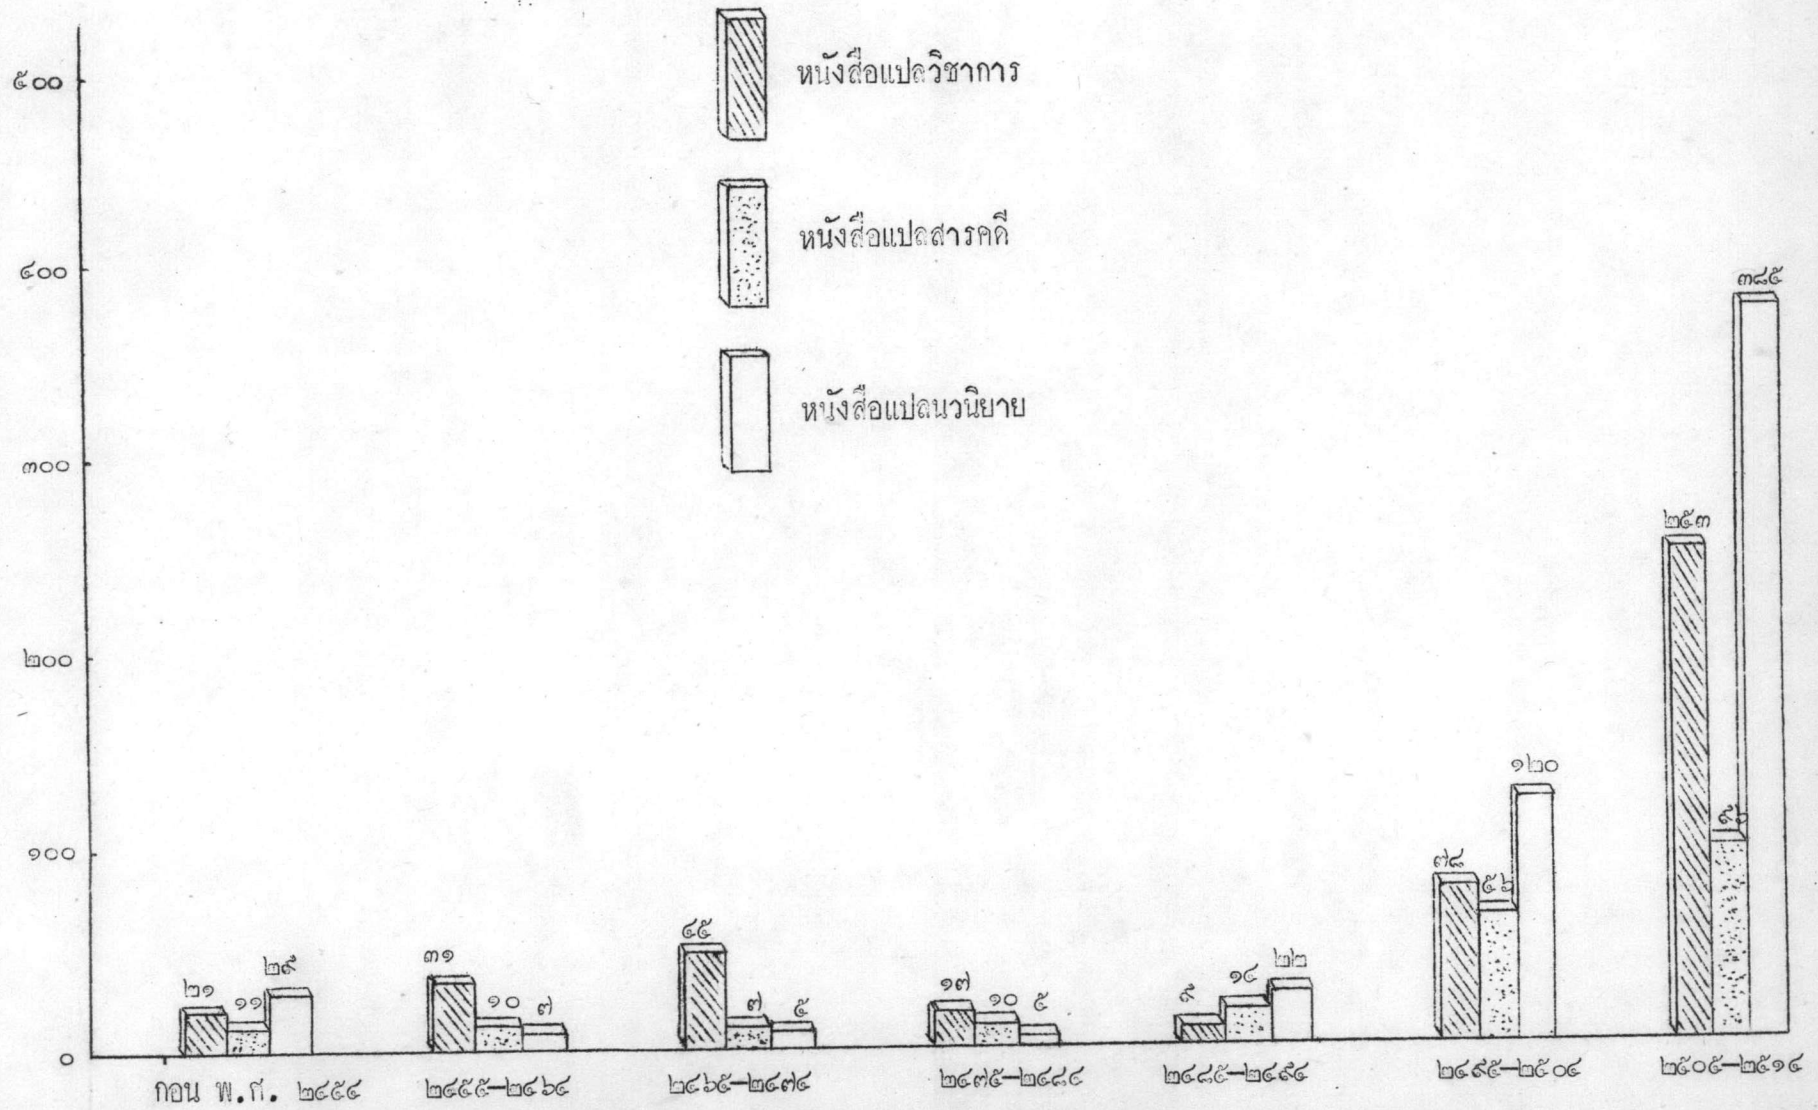 หนังสือแปลวิชาการ
หนังสือแปลสารคดี
หนังสือแปลนวนิยาย
๕๐๐
๔๐๐
๓๐๐
๒๐๐
๑๐๐
๐
๒๑ ๑๑ ๒๙
๓๑ ๑๐ ๗
๔๕ ๗ ๕
๑๗ ๑๐ ๕
๙ ๑๔ ๒๒
๗๘ ๕๖ ๑๒๐
๒๕๓ ๓๘๕
กอน พ.ศ. ๒๔๕๔
๒๔๕๕–๒๔๖๔
๒๔๖๕–๒๔๗๔
๒๔๗๕–๒๔๘๔
๒๔๘๕–๒๔๙๔
๒๔๙๕–๒๕๐๔
๒๕๐๕–๒๕๑๔